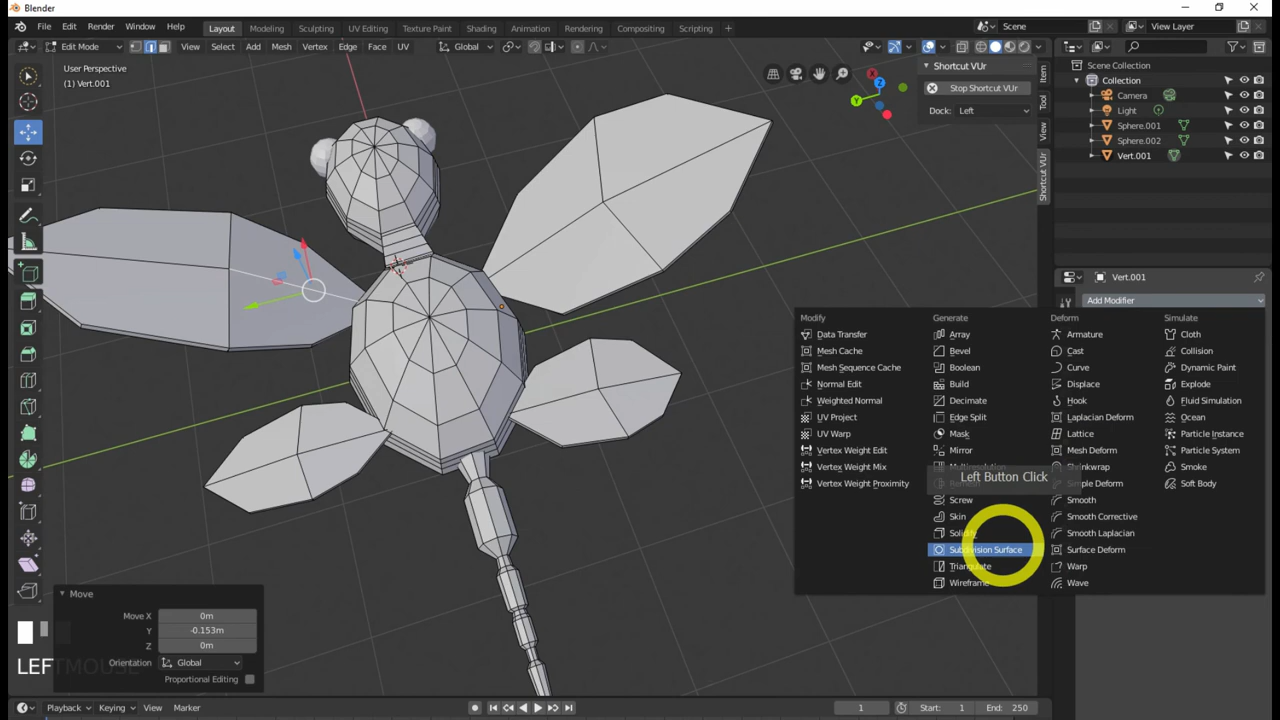 Blender
File Edit Render Window Help
Layout Modeling Sculpting UV Editing Texture Paint Shading Animation Rendering Compositing Scripting +
Scene
View Layer
Edit Mode View Select Add Mesh Vertex Edge Face UV Global
User Perspective
(1) Vert.001
Z
Y
Shortcut VUr
Stop Shortcut VUr
Dock: Left
Item
Tool
View
Shortcut VUr
Scene Collection
Collection
Camera
Light
Sphere.001
Sphere.002
Vert.001
Vert.001
Add Modifier
Modify Generate Deform Simulate
Data Transfer Array Armature Cloth
Mesh Cache Bevel Cast Collision
Mesh Sequence Cache Boolean Curve Dynamic Paint
Normal Edit Build Displace Explode
Weighted Normal Decimate Hook Fluid Simulation
UV Project Edge Split Laplacian Deform Ocean
UV Warp Mask Lattice Particle Instance
Vertex Weight Edit Mirror Mesh Deform Particle System
Vertex Weight Mix Shrinkwrap Smoke
Vertex Weight Proximity Simple Deform Soft Body
Left Button Click
Screw Smooth
Skin Smooth Corrective
Solidify Smooth Laplacian
Subdivision Surface Surface Deform
Triangulate Warp
Wireframe Wave
Move
Move X 0m
Y -0.153m
Z 0m
Orientation Global
Proportional Editing
LEFTMOUSE
Playback Keying View Marker 1 Start: 1 End: 250